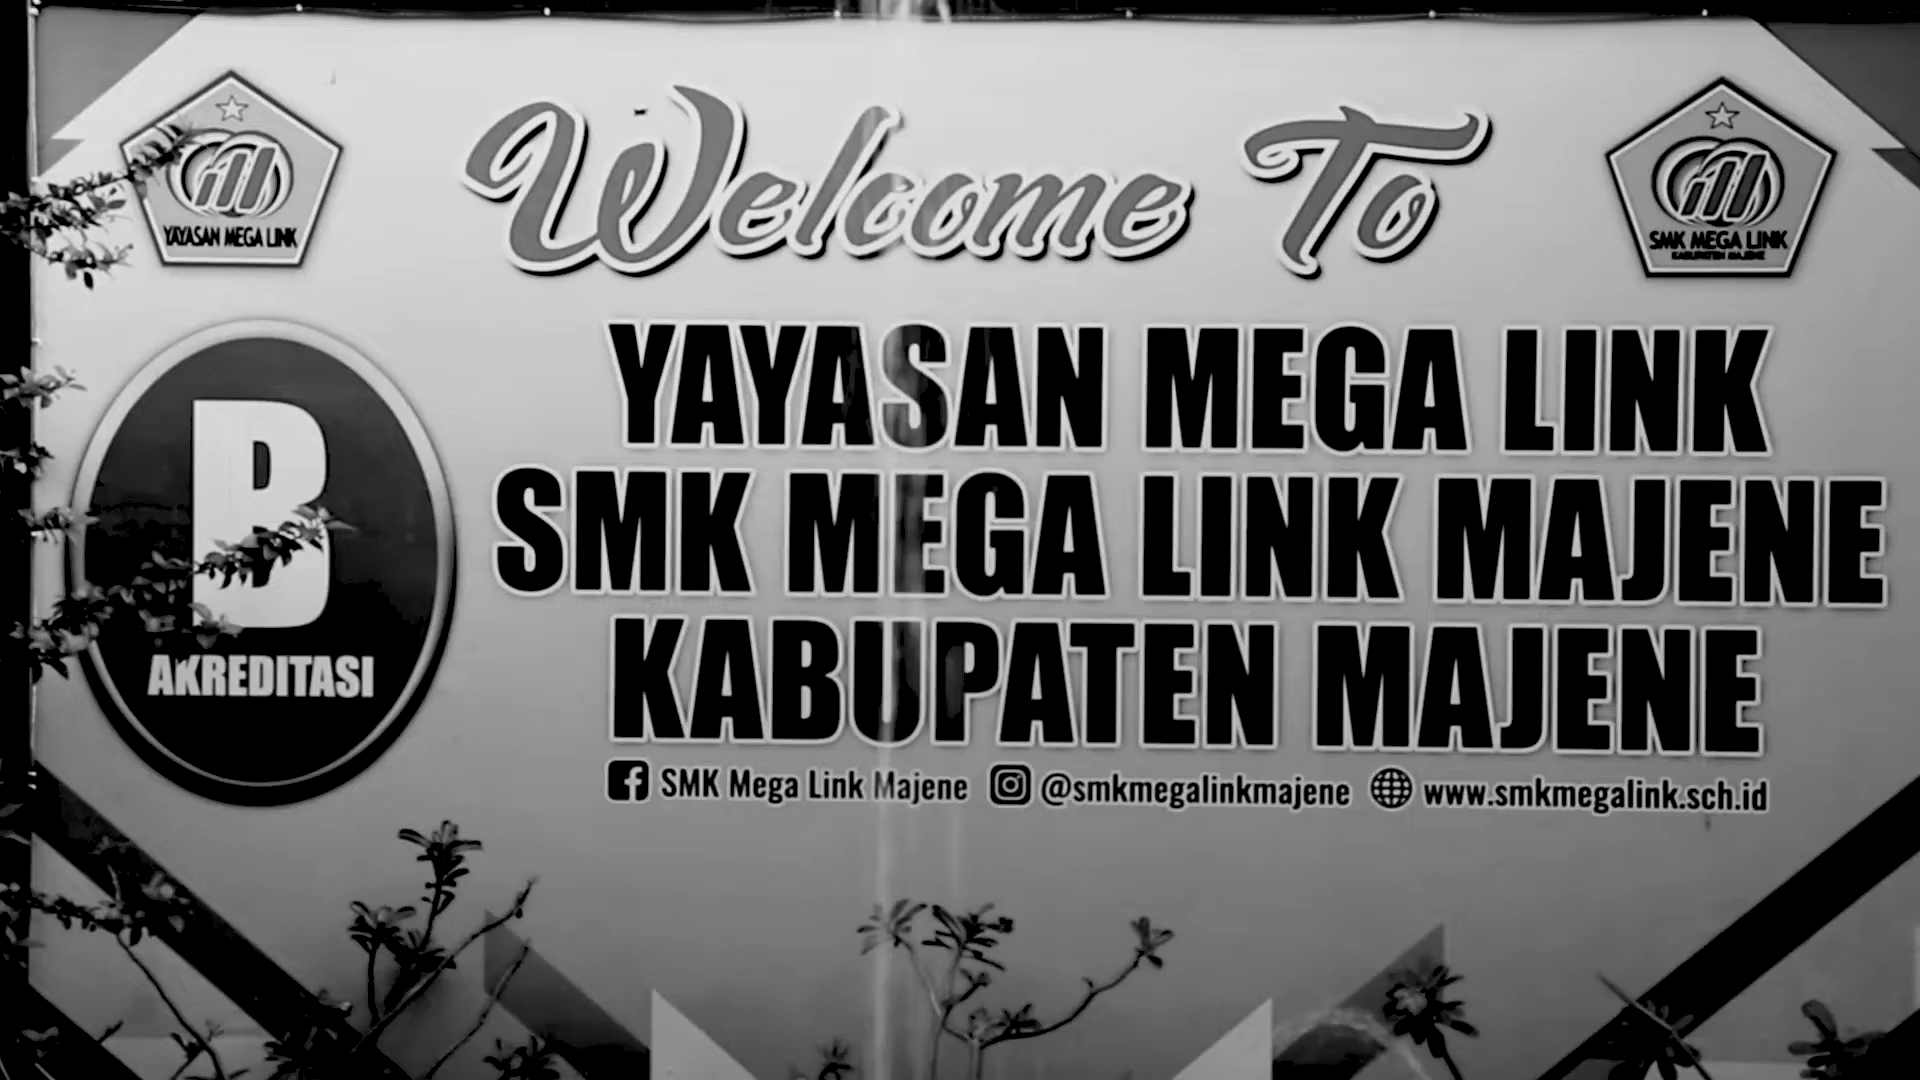 Welcome To
YAYASAN MEGA LINK
SMK MEGA LINK
KABUPATEN MAJENE
YAYASAN MEGA LINK
SMK MEGA LINK MAJENE
KABUPATEN MAJENE
B
AKREDITASI
SMK Mega Link Majene @smkmegalinkmajene www.smkmegalink.sch.id